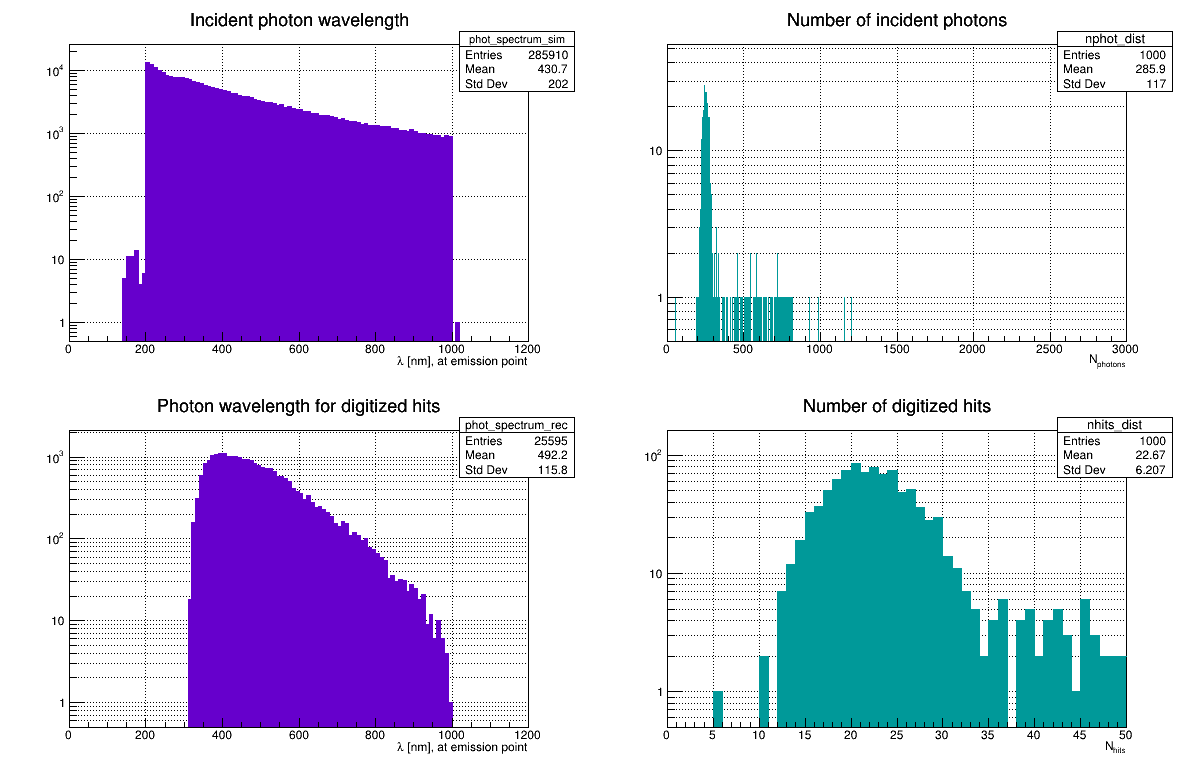 Incident photon wavelength
phot_spectrum_sim
Entries 285910
Mean 430.7
Std Dev 202
10^4
10^3
10^2
10
1
0 200 400 600 800 1000 1200
λ [nm], at emission point
Number of incident photons
nphot_dist
Entries 1000
Mean 285.9
Std Dev 117
10
1
0 500 1000 1500 2000 2500 3000
N_photons
Photon wavelength for digitized hits
phot_spectrum_rec
Entries 25595
Mean 492.2
Std Dev 115.8
10^3
10^2
10
1
0 200 400 600 800 1000 1200
λ [nm], at emission point
Number of digitized hits
nhits_dist
Entries 1000
Mean 22.67
Std Dev 6.207
10^2
10
1
0 5 10 15 20 25 30 35 40 45 50
N_hits